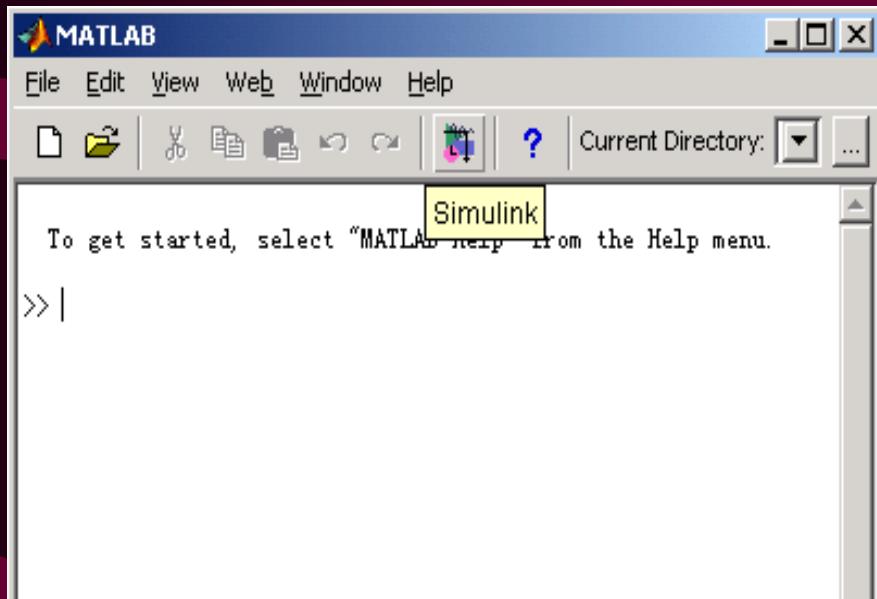 MATLAB
File Edit View Web Window Help
? Current Directory: ...
Simulink
To get started, select "MATLAB Help" from the Help menu.
>>